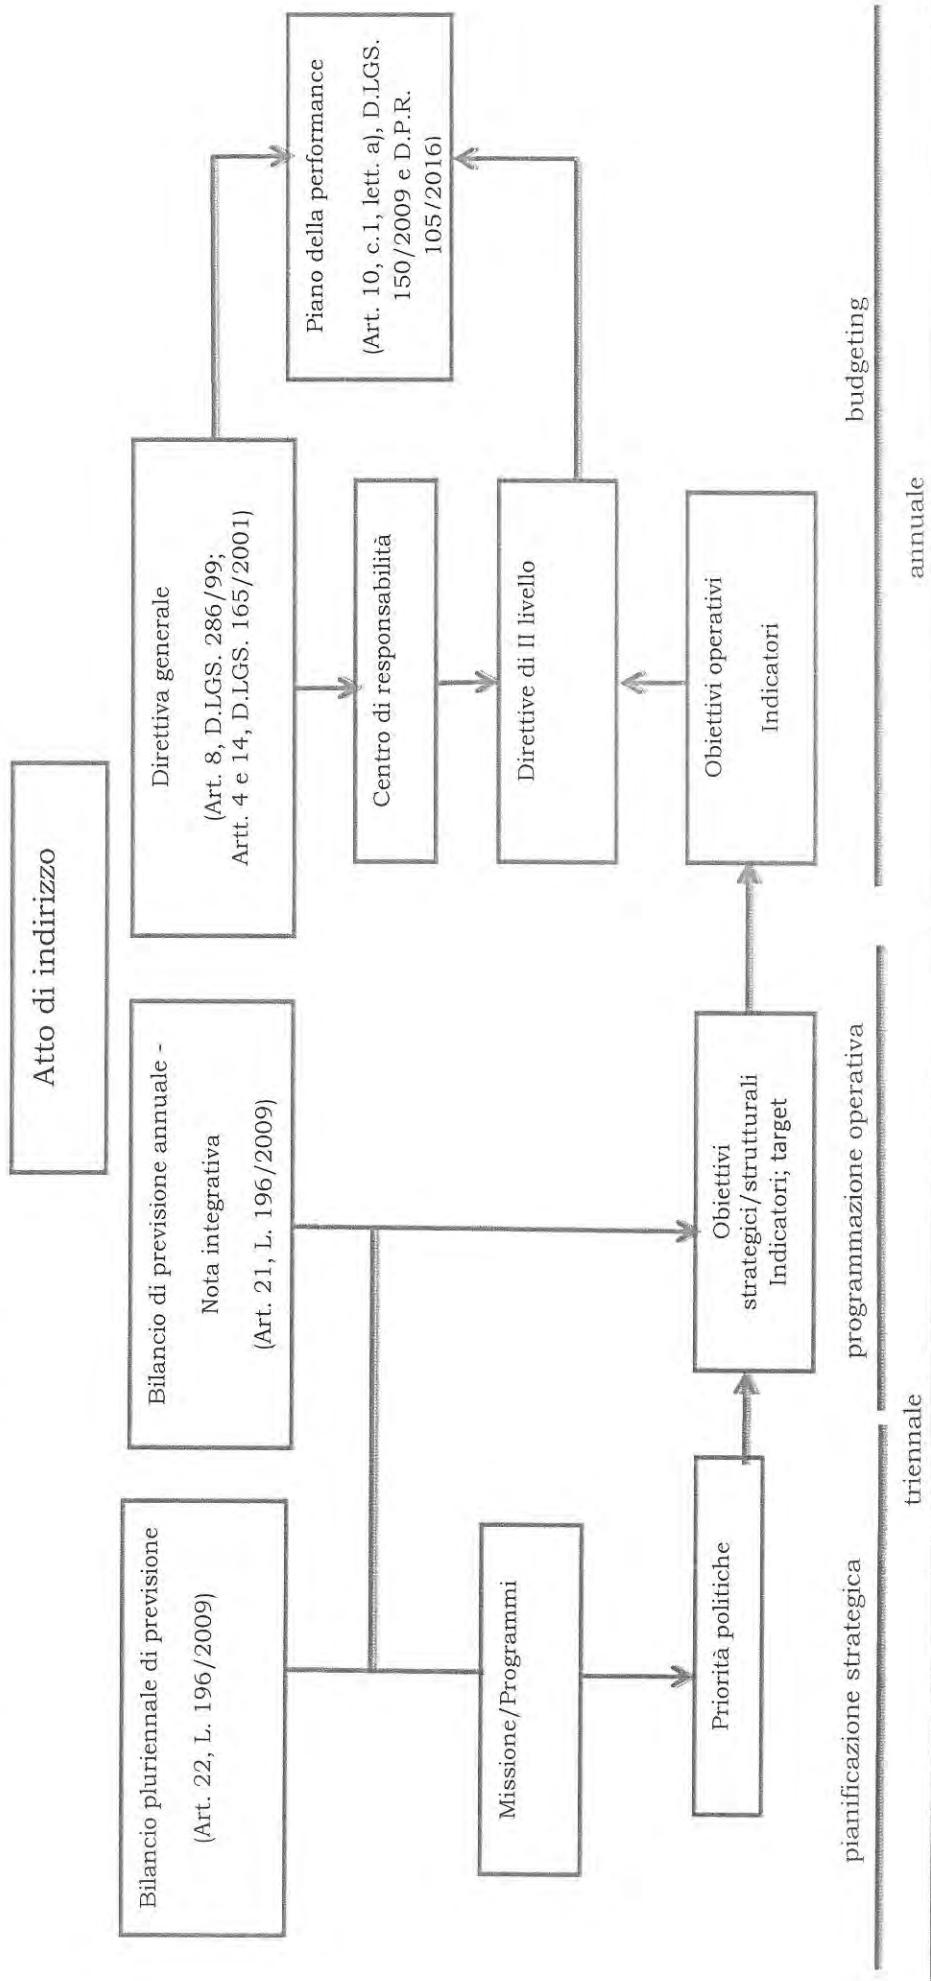 Atto di indirizzo
Bilancio pluriennale di previsione
(Art. 22, L. 196/2009)
Bilancio di previsione annuale -
Nota integrativa
(Art. 21, L. 196/2009)
Direttiva generale
(Art. 8, D.LGS. 286/99;
Artt. 4 e 14, D.LGS. 165/2001)
Piano della performance
(Art. 10, c.1, lett. a), D.LGS.
150/2009 e D.P.R.
105/2016)
Centro di responsabilità
Missione/Programmi
Direttive di II livello
Priorità politiche
Obiettivi
strategici/strutturali
Indicatori; target
Obiettivi operativi
Indicatori
pianificazione strategica
programmazione operativa
budgeting
triennale
annuale